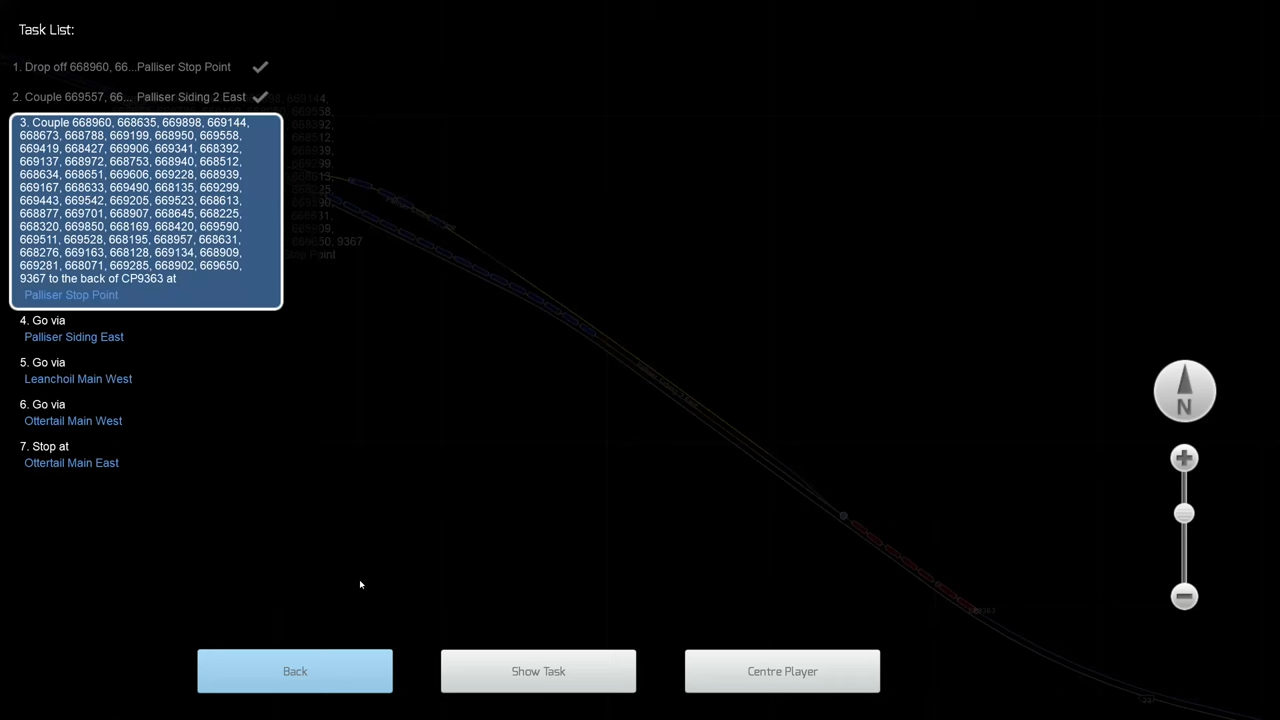 Task List:
1. Drop off 668960, 66...Palliser Stop Point
2. Couple 669557, 66... Palliser Siding 2 East
3. Couple 668960, 668635, 669898, 669144,
668673, 668788, 669199, 668950, 669558,
669419, 668427, 669906, 669341, 668392,
669137, 668972, 668753, 668940, 668512,
668634, 668651, 669606, 669228, 668939,
669167, 668633, 669490, 668135, 669299,
669443, 669542, 669205, 669523, 668613,
668877, 669701, 668907, 668645, 668225,
668320, 669850, 668169, 668420, 669590,
669511, 669528, 668195, 668957, 668631,
668276, 669163, 668128, 669134, 668909,
669281, 668071, 669285, 668902, 669650,
9367 to the back of CP9363 at
Palliser Stop Point
4. Go via
Palliser Siding East
5. Go via
Leanchoil Main West
6. Go via
Ottertail Main West
7. Stop at
Ottertail Main East
N
Back
Show Task
Centre Player